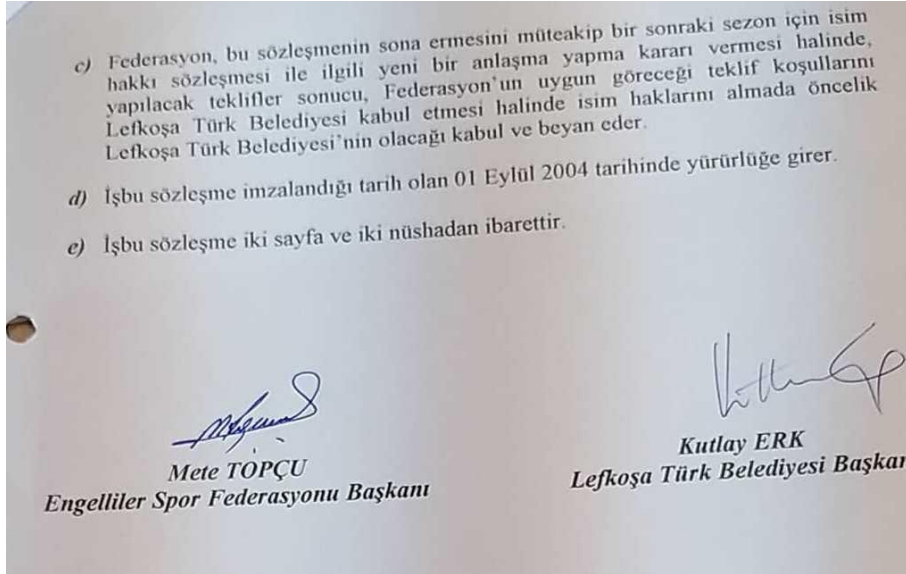 c) Federasyon, bu sözleşmenin sona ermesini müteakip bir sonraki sezon için isim
hakkı sözleşmesi ile ilgili yeni bir anlaşma yapma kararı vermesi halinde,
yapılacak teklifler sonucu, Federasyon'un uygun göreceği teklif koşullarını
Lefkoşa Türk Belediyesi kabul etmesi halinde isim haklarını almada öncelik
Lefkoşa Türk Belediyesi'nin olacağı kabul ve beyan eder.
d) İşbu sözleşme imzalandığı tarih olan 01 Eylül 2004 tarihinde yürürlüğe girer.
e) İşbu sözleşme iki sayfa ve iki nüshadan ibarettir.
Mete TOPÇU
Engelliler Spor Federasyonu Başkanı
Kutlay ERK
Lefkoşa Türk Belediyesi Başkan